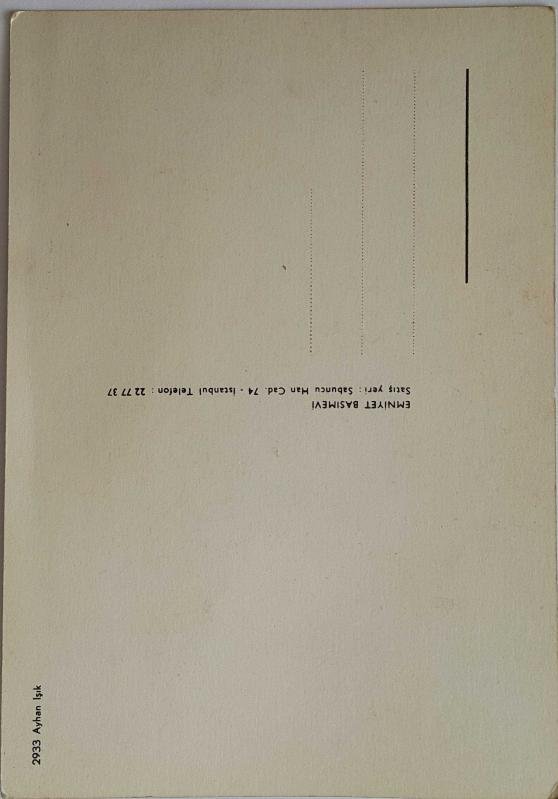 EMNİYET BASIMEVİ
Satış yeri : Sabuncu Han Cad. 74 - İstanbul Telefon : 22 77 37
2933 Ayhan Işık